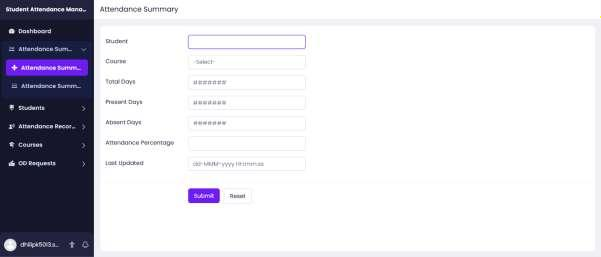 Student Attendance Mana...
Attendance Summary
Dashboard
Attendance Sum...
Attendance Summ...
Attendance Summ...
Students
Attendance Recor...
Courses
OD Requests
Student
Course
-Select-
Total Days
#######
Present Days
#######
Absent Days
#######
Attendance Percentage
Last Updated
dd-MMM-yyyy HH:mm:ss
Submit
Reset
dhilipk5013.s...